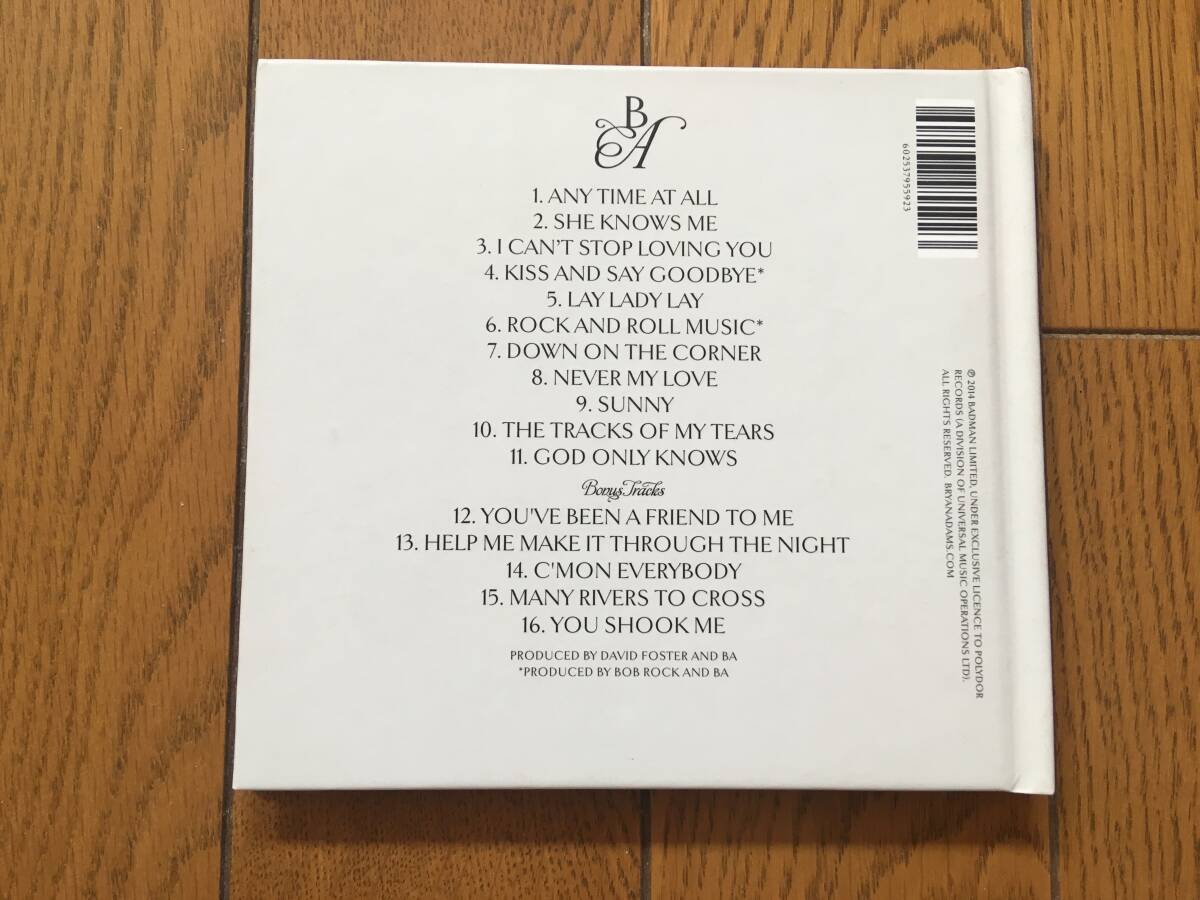 BA
1. ANY TIME AT ALL
2. SHE KNOWS ME
3. I CAN'T STOP LOVING YOU
4. KISS AND SAY GOODBYE*
5. LAY LADY LAY
6. ROCK AND ROLL MUSIC*
7. DOWN ON THE CORNER
8. NEVER MY LOVE
9. SUNNY
10. THE TRACKS OF MY TEARS
11. GOD ONLY KNOWS
Bonus Tracks
12. YOU'VE BEEN A FRIEND TO ME
13. HELP ME MAKE IT THROUGH THE NIGHT
14. C'MON EVERYBODY
15. MANY RIVERS TO CROSS
16. YOU SHOOK ME
PRODUCED BY DAVID FOSTER AND BA
*PRODUCED BY BOB ROCK AND BA
602537955923
℗ 2014 BADMAN LIMITED, UNDER EXCLUSIVE LICENCE TO POLYDOR
RECORDS (A DIVISION OF UNIVERSAL MUSIC OPERATIONS LTD).
ALL RIGHTS RESERVED. BRYANADAMS.COM